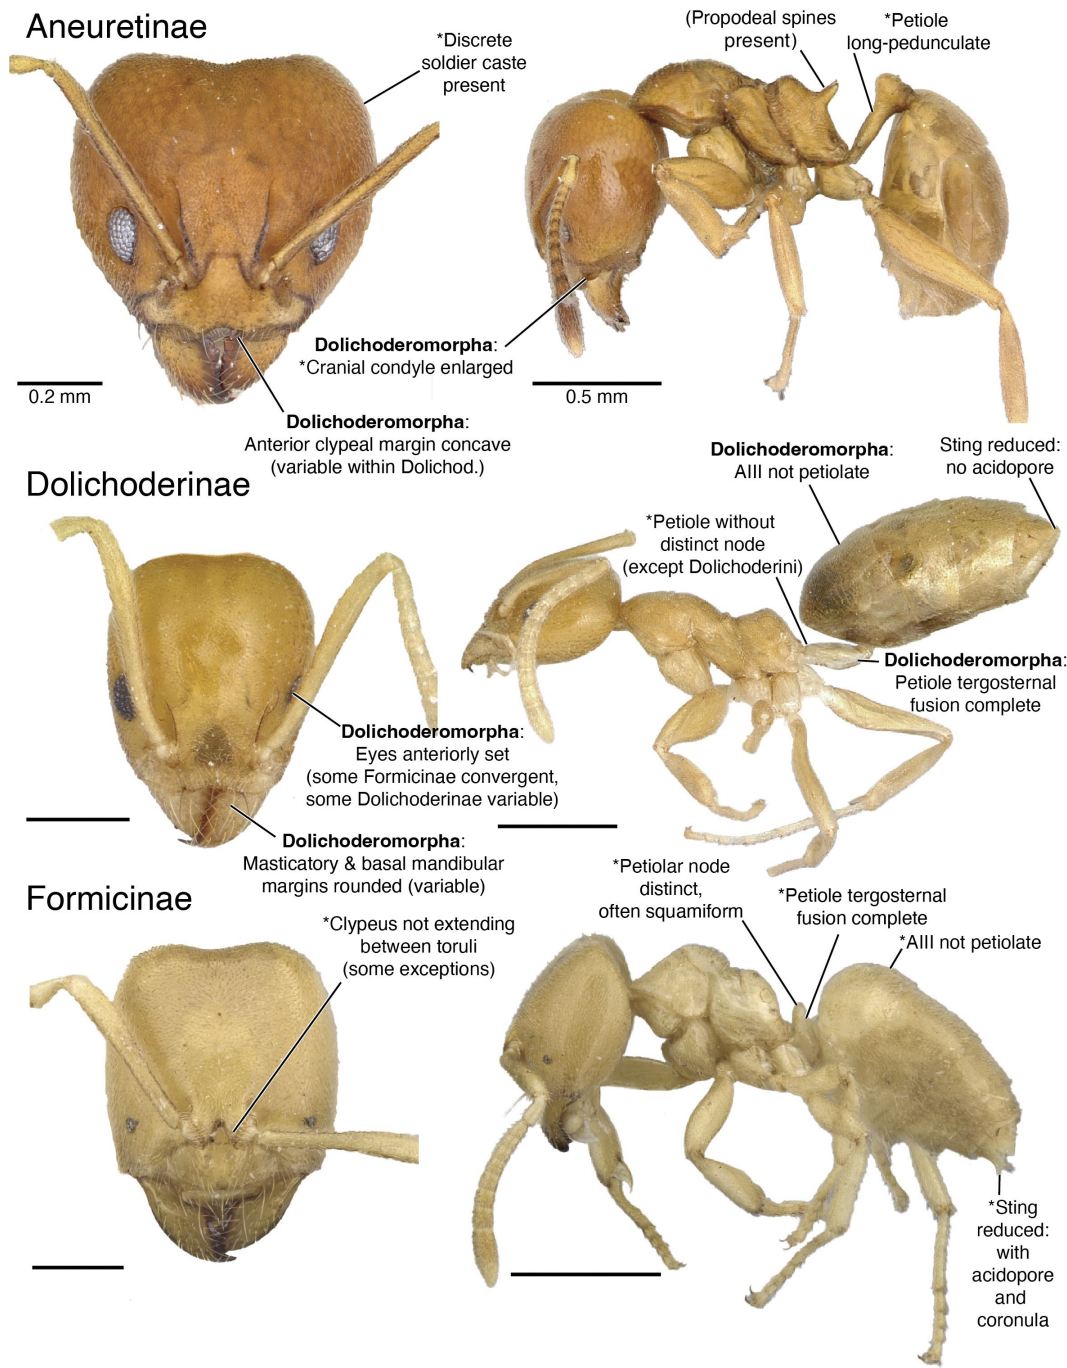 Aneuretinae
*Discrete
soldier caste
present
(Propodeal spines
present)
*Petiole
long-pedunculate
Dolichoderomorpha:
*Cranial condyle enlarged
0.2 mm
0.5 mm
Dolichoderomorpha:
Anterior clypeal margin concave
(variable within Dolichod.)
Dolichoderinae
Dolichoderomorpha:
AIII not petiolate
Sting reduced:
no acidopore
*Petiole without
distinct node
(except Dolichoderini)
Dolichoderomorpha:
Petiole tergosternal
fusion complete
Dolichoderomorpha:
Eyes anteriorly set
(some Formicinae convergent,
some Dolichoderinae variable)
Dolichoderomorpha:
Masticatory & basal mandibular
margins rounded (variable)
Formicinae
*Clypeus not extending
between toruli
(some exceptions)
*Petiolar node
distinct,
often squamiform
*Petiole tergosternal
fusion complete
*AIII not petiolate
*Sting
reduced:
with
acidopore
and
coronula